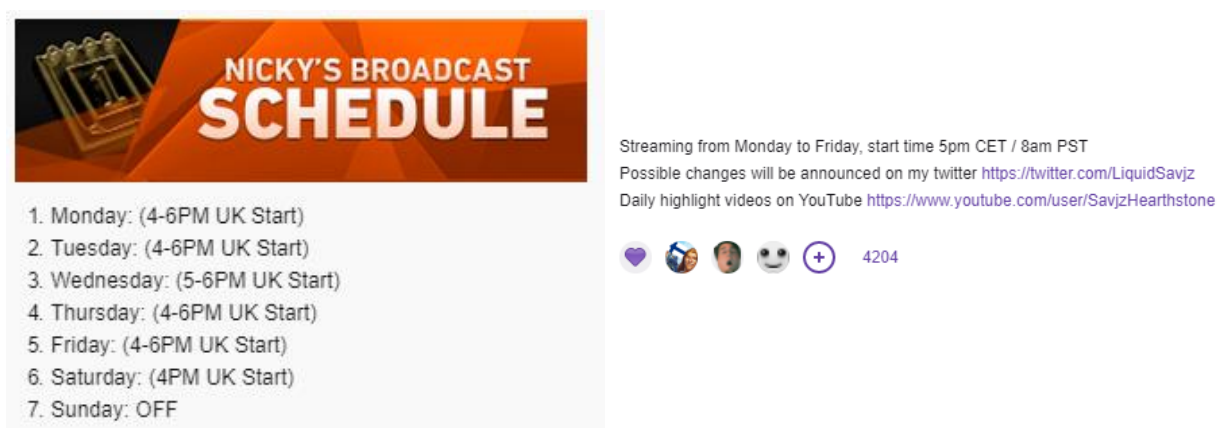 NICKY'S BROADCAST
SCHEDULE
1. Monday: (4-6PM UK Start)
2. Tuesday: (4-6PM UK Start)
3. Wednesday: (5-6PM UK Start)
4. Thursday: (4-6PM UK Start)
5. Friday: (4-6PM UK Start)
6. Saturday: (4PM UK Start)
7. Sunday: OFF
Streaming from Monday to Friday, start time 5pm CET / 8am PST
Possible changes will be announced on my twitter https://twitter.com/LiquidSavjz
Daily highlight videos on YouTube https://www.youtube.com/user/SavjzHearthstone
4204